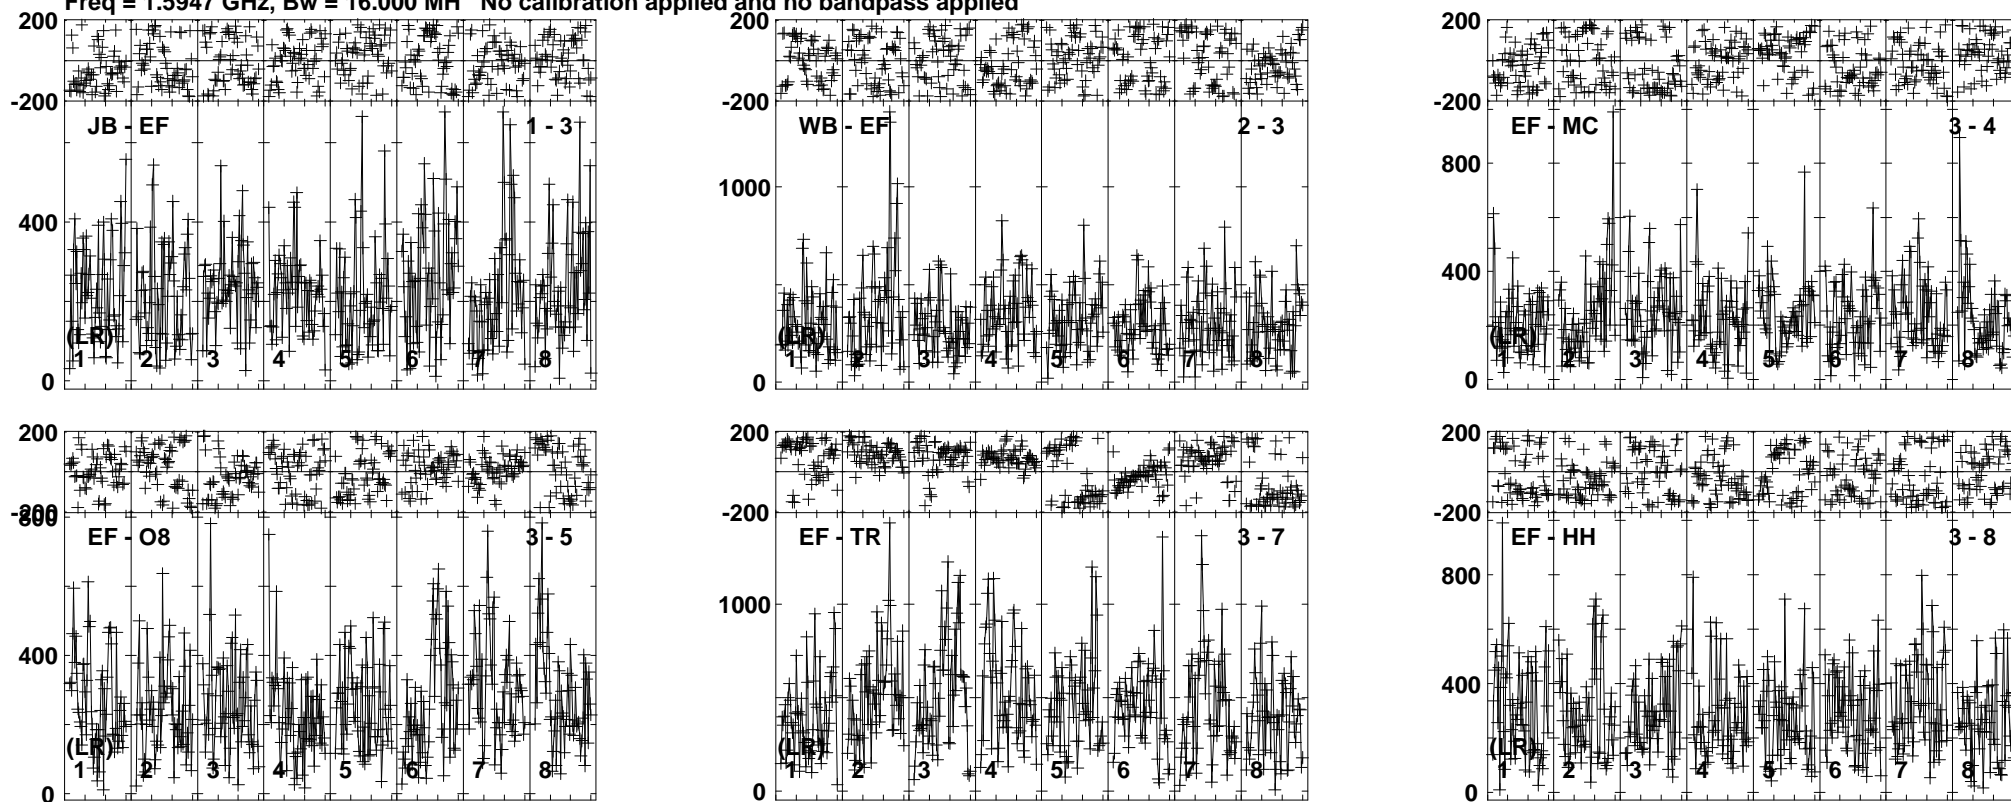 Freq = 1.5947 GHz, Bw = 16.000 MH No calibration applied and no bandpass applied
200
-200
JB - EF
1 - 3
400
(LR)
0
1 2 3 4 5 6 7 8
200
-200
WB - EF
2 - 3
1000
(LR)
0
1 2 3 4 5 6 7 8
200
-200
EF - MC
3 - 4
800
400
(LR)
0
1 2 3 4 5 6 7 8
200
-200
800
EF - O8
3 - 5
400
(LR)
0
1 2 3 4 5 6 7 8
200
-200
EF - TR
3 - 7
1000
(LR)
0
1 2 3 4 5 6 7 8
200
-200
EF - HH
3 - 8
800
400
(LR)
0
1 2 3 4 5 6 7 8